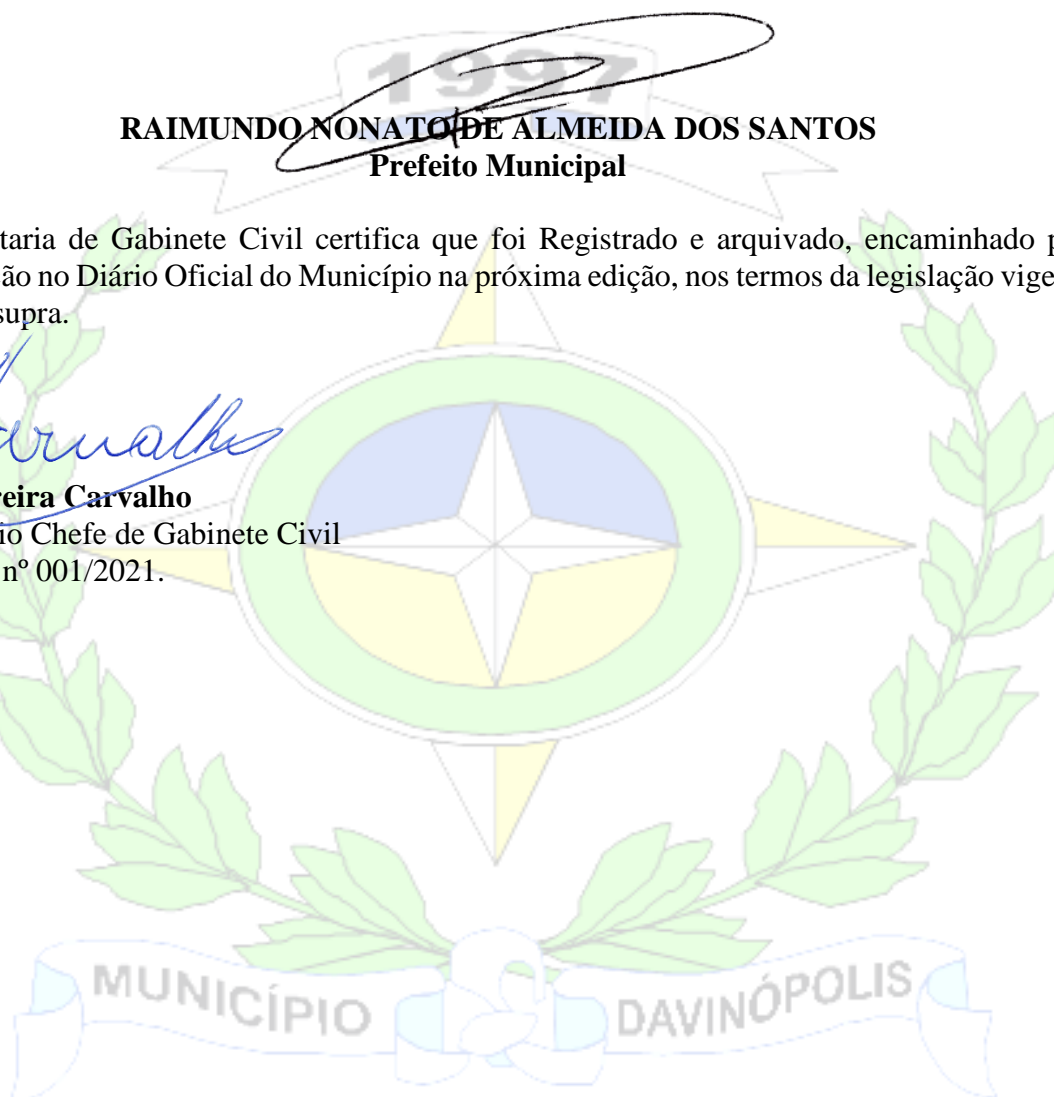 1997
RAIMUNDO NONATO DE ALMEIDA DOS SANTOS
Prefeito Municipal
taria de Gabinete Civil certifica que foi Registrado e arquivado, encaminhado p
ão no Diário Oficial do Município na próxima edição, nos termos da legislação vige
supra.
arvalho
eira Carvalho
io Chefe de Gabinete Civil
nº 001/2021.
MUNICÍPIO DAVINÓPOLIS